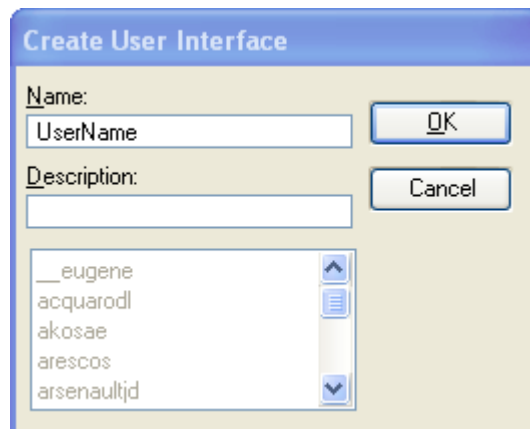 Create User Interface
Name:
UserName
OK
Description:
Cancel
__eugene
acquarodl
akosae
arescos
arsenaultjd